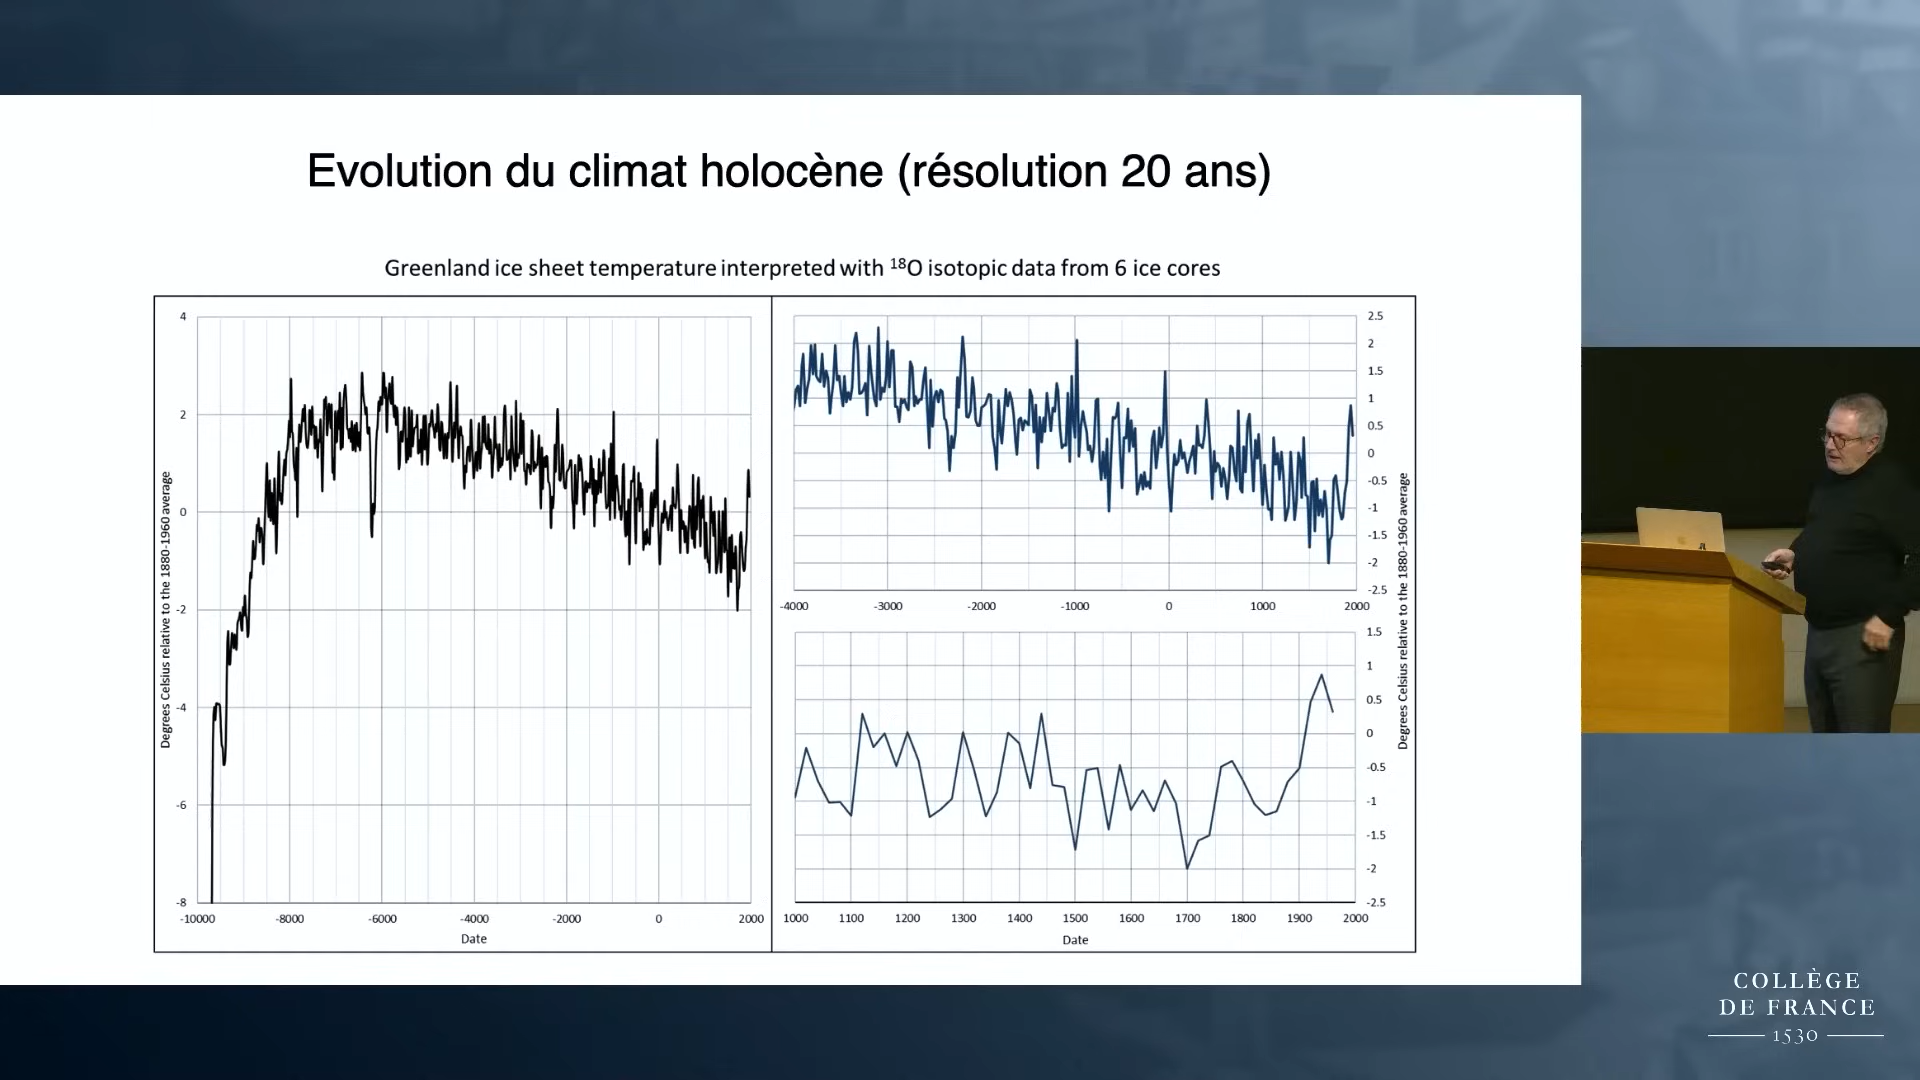 Evolution du climat holocène (résolution 20 ans)
Greenland ice sheet temperature interpreted with ¹⁸O isotopic data from 6 ice cores
Degrees Celsius relative to the 1880-1960 average
4
2
0
-2
-4
-6
-8
-10000 -8000 -6000 -4000 -2000 0 2000
Date
2.5
2
1.5
1
0.5
0
-0.5
-1
-1.5
-2
-2.5
-4000 -3000 -2000 -1000 0 1000 2000
1.5
1
0.5
0
-0.5
-1
-1.5
-2
-2.5
1000 1100 1200 1300 1400 1500 1600 1700 1800 1900 2000
Date
Degrees Celsius relative to the 1880-1960 average
COLLÈGE
DE FRANCE
1530